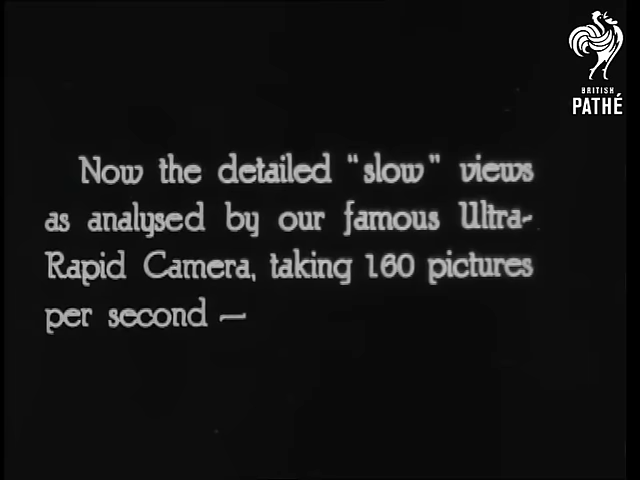 BRITISH
PATHÉ
Now the detailed "slow" views
as analysed by our famous Ultra-
Rapid Camera, taking 160 pictures
per second —